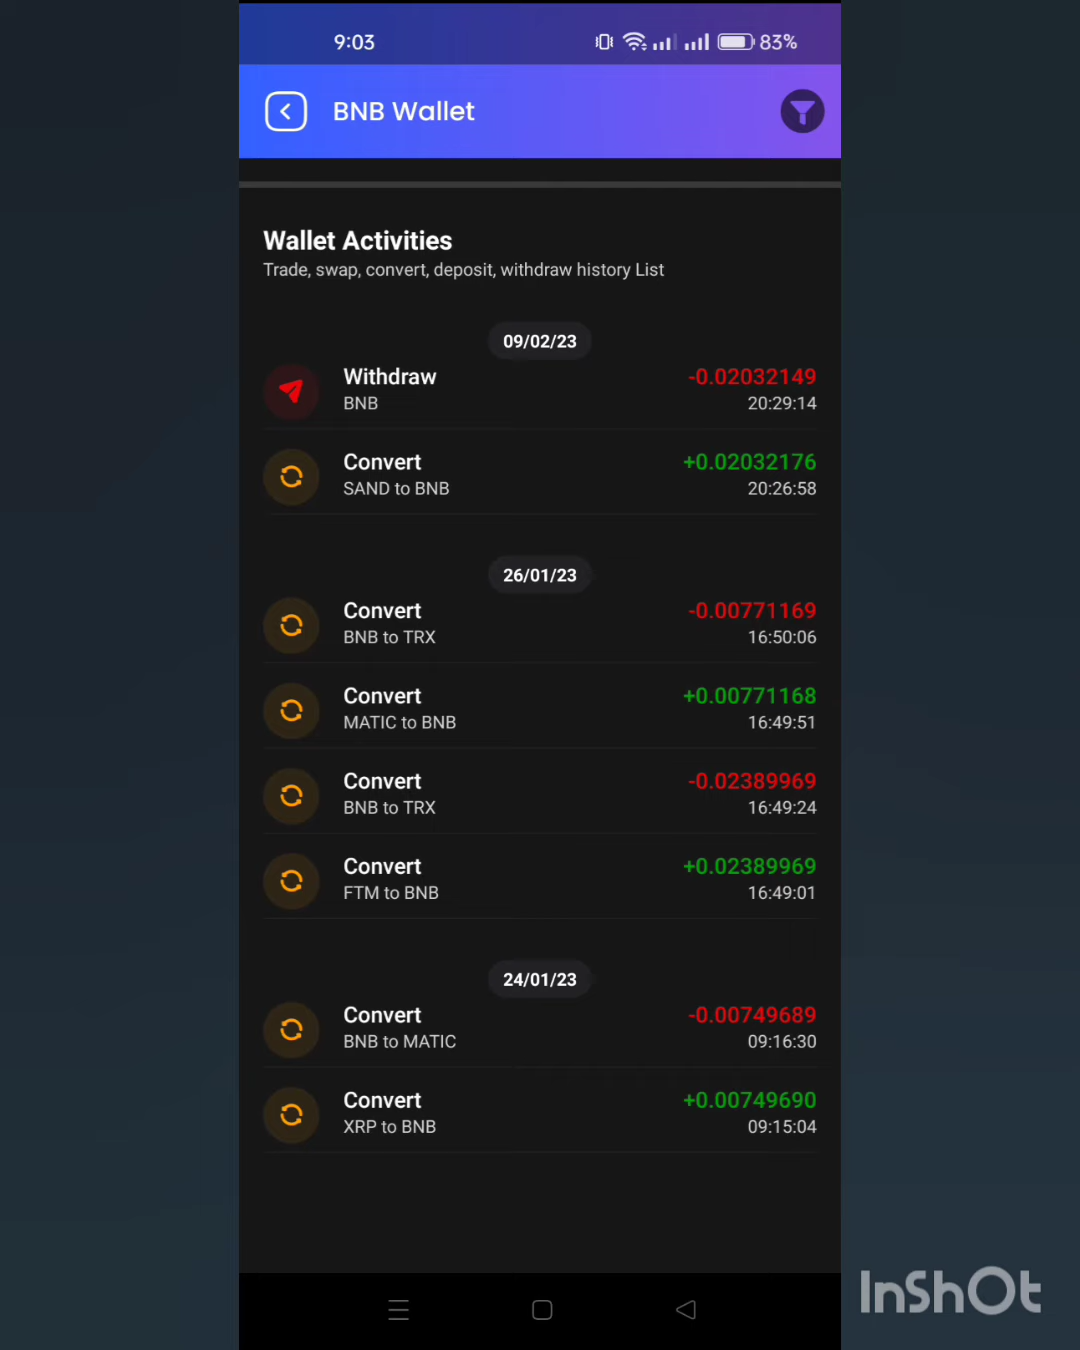 9:03
83%
BNB Wallet
Wallet Activities
Trade, swap, convert, deposit, withdraw history List
09/02/23
Withdraw -0.02032149
BNB 20:29:14
Convert +0.02032176
SAND to BNB 20:26:58
26/01/23
Convert -0.00771169
BNB to TRX 16:50:06
Convert +0.00771168
MATIC to BNB 16:49:51
Convert -0.02389969
BNB to TRX 16:49:24
Convert +0.02389969
FTM to BNB 16:49:01
24/01/23
Convert -0.00749689
BNB to MATIC 09:16:30
Convert +0.00749690
XRP to BNB 09:15:04
InShOt